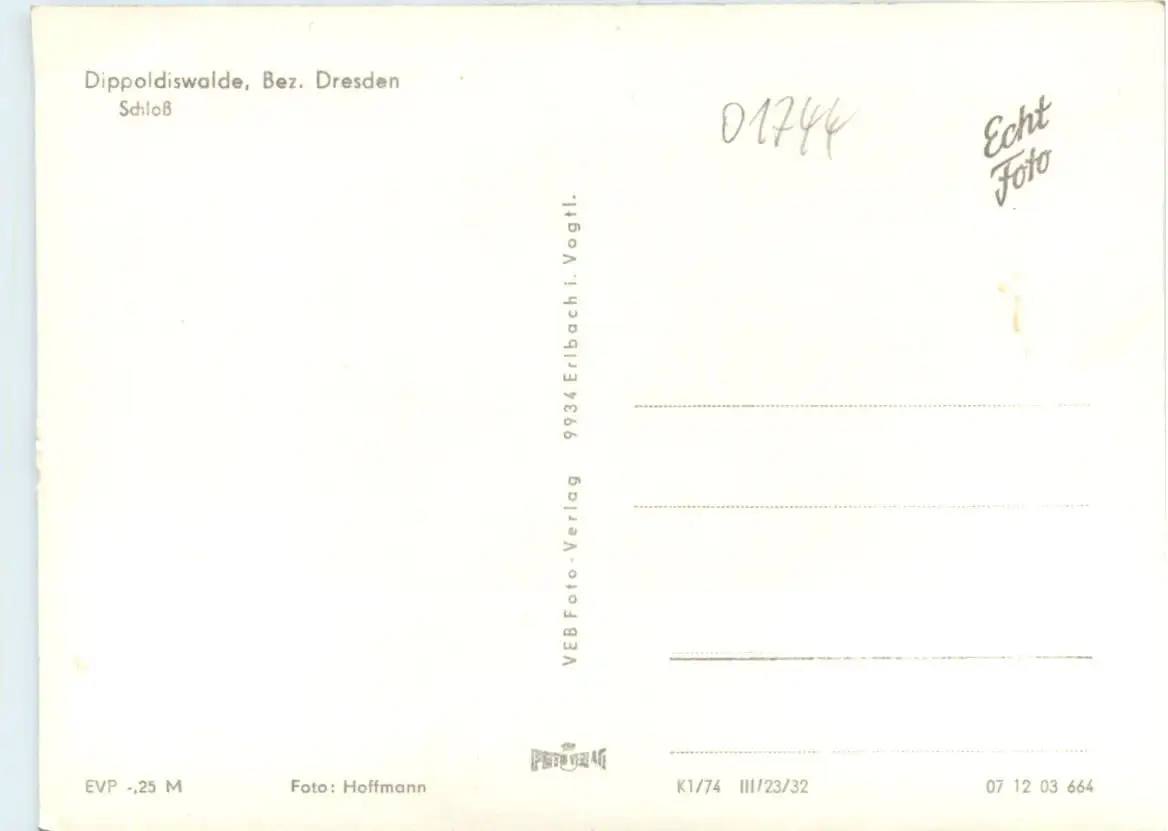 Dippoldiswalde, Bez. Dresden
Schloß
01744
Echt
Foto
VEB Foto-Verlag 9934 Erlbach i. Vogtl.
FOTOVERLAG
EVP -,25 M
Foto: Hoffmann
K1/74 III/23/32
07 12 03 664